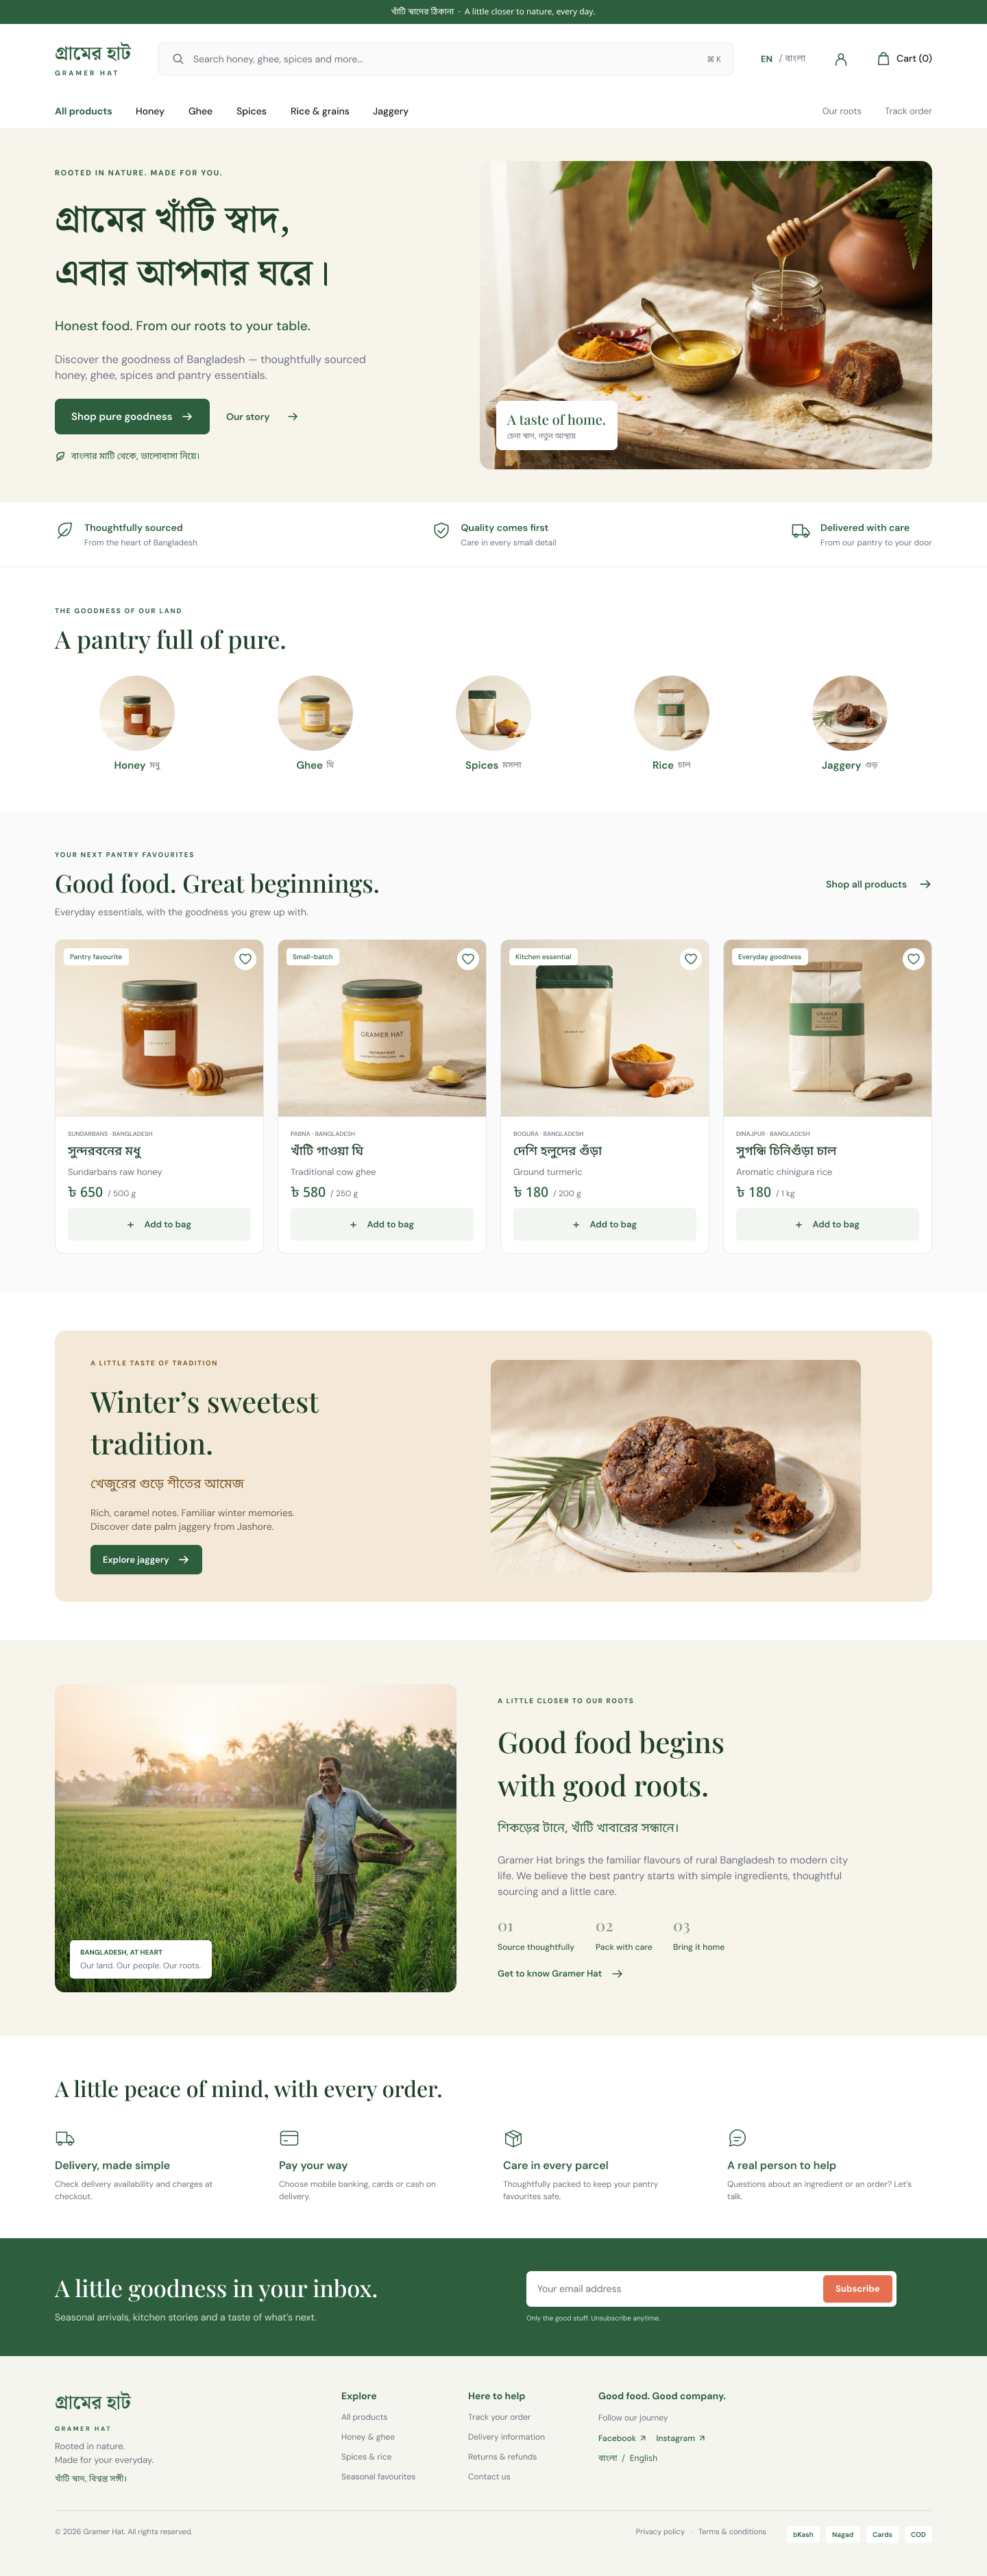 খাঁটি স্বাদের ঠিকানা · A little closer to nature, every day.
গ্রামের হাট
GRAMER HAT
Search honey, ghee, spices and more...
⌘ K
EN / বাংলা
Cart (0)
All products Honey Ghee Spices Rice & grains Jaggery
Our roots Track order
ROOTED IN NATURE. MADE FOR YOU.
গ্রামের খাঁটি স্বাদ,
এবার আপনার ঘরে।
Honest food. From our roots to your table.
Discover the goodness of Bangladesh — thoughtfully sourced
honey, ghee, spices and pantry essentials.
Shop pure goodness
Our story
বাংলার মাটি থেকে, ভালোবাসা নিয়ে।
A taste of home.
চেনা স্বাদ, নতুন আস্থায়
Thoughtfully sourced
From the heart of Bangladesh
Quality comes first
Care in every small detail
Delivered with care
From our pantry to your door
THE GOODNESS OF OUR LAND
A pantry full of pure.
Honey মধু
Ghee ঘি
Spices মসলা
Rice চাল
Jaggery গুড়
YOUR NEXT PANTRY FAVOURITES
Good food. Great beginnings.
Everyday essentials, with the goodness you grew up with.
Shop all products
Pantry favourite
SUNDARBANS · BANGLADESH
সুন্দরবনের মধু
Sundarbans raw honey
৳ 650 / 500 g
+ Add to bag
Small-batch
GRAMER HAT
PABNA · BANGLADESH
খাঁটি গাওয়া ঘি
Traditional cow ghee
৳ 580 / 250 g
+ Add to bag
Kitchen essential
GRAMER HAT
BOGURA · BANGLADESH
দেশি হলুদের গুঁড়া
Ground turmeric
৳ 180 / 200 g
+ Add to bag
Everyday goodness
GRAMER
HAT
DINAJPUR · BANGLADESH
সুগন্ধি চিনিগুঁড়া চাল
Aromatic chinigura rice
৳ 180 / 1 kg
+ Add to bag
A LITTLE TASTE OF TRADITION
Winter’s sweetest
tradition.
খেজুরের গুড়ে শীতের আমেজ
Rich, caramel notes. Familiar winter memories.
Discover date palm jaggery from Jashore.
Explore jaggery
BANGLADESH, AT HEART
Our land. Our people. Our roots.
A LITTLE CLOSER TO OUR ROOTS
Good food begins
with good roots.
শিকড়ের টানে, খাঁটি খাবারের সন্ধানে।
Gramer Hat brings the familiar flavours of rural Bangladesh to modern city
life. We believe the best pantry starts with simple ingredients, thoughtful
sourcing and a little care.
01 02 03
Source thoughtfully Pack with care Bring it home
Get to know Gramer Hat
A little peace of mind, with every order.
Delivery, made simple
Check delivery availability and charges at
checkout.
Pay your way
Choose mobile banking, cards or cash on
delivery.
Care in every parcel
Thoughtfully packed to keep your pantry
favourites safe.
A real person to help
Questions about an ingredient or an order? Let’s
talk.
A little goodness in your inbox.
Seasonal arrivals, kitchen stories and a taste of what’s next.
Your email address
Subscribe
Only the good stuff. Unsubscribe anytime.
গ্রামের হাট
GRAMER HAT
Rooted in nature.
Made for your everyday.
খাঁটি স্বাদ, বিশ্বস্ত সঙ্গী।
Explore
All products
Honey & ghee
Spices & rice
Seasonal favourites
Here to help
Track your order
Delivery information
Returns & refunds
Contact us
Good food. Good company.
Follow our journey
Facebook ↗ Instagram ↗
বাংলা / English
© 2026 Gramer Hat. All rights reserved.
Privacy policy · Terms & conditions
bKash Nagad Cards COD